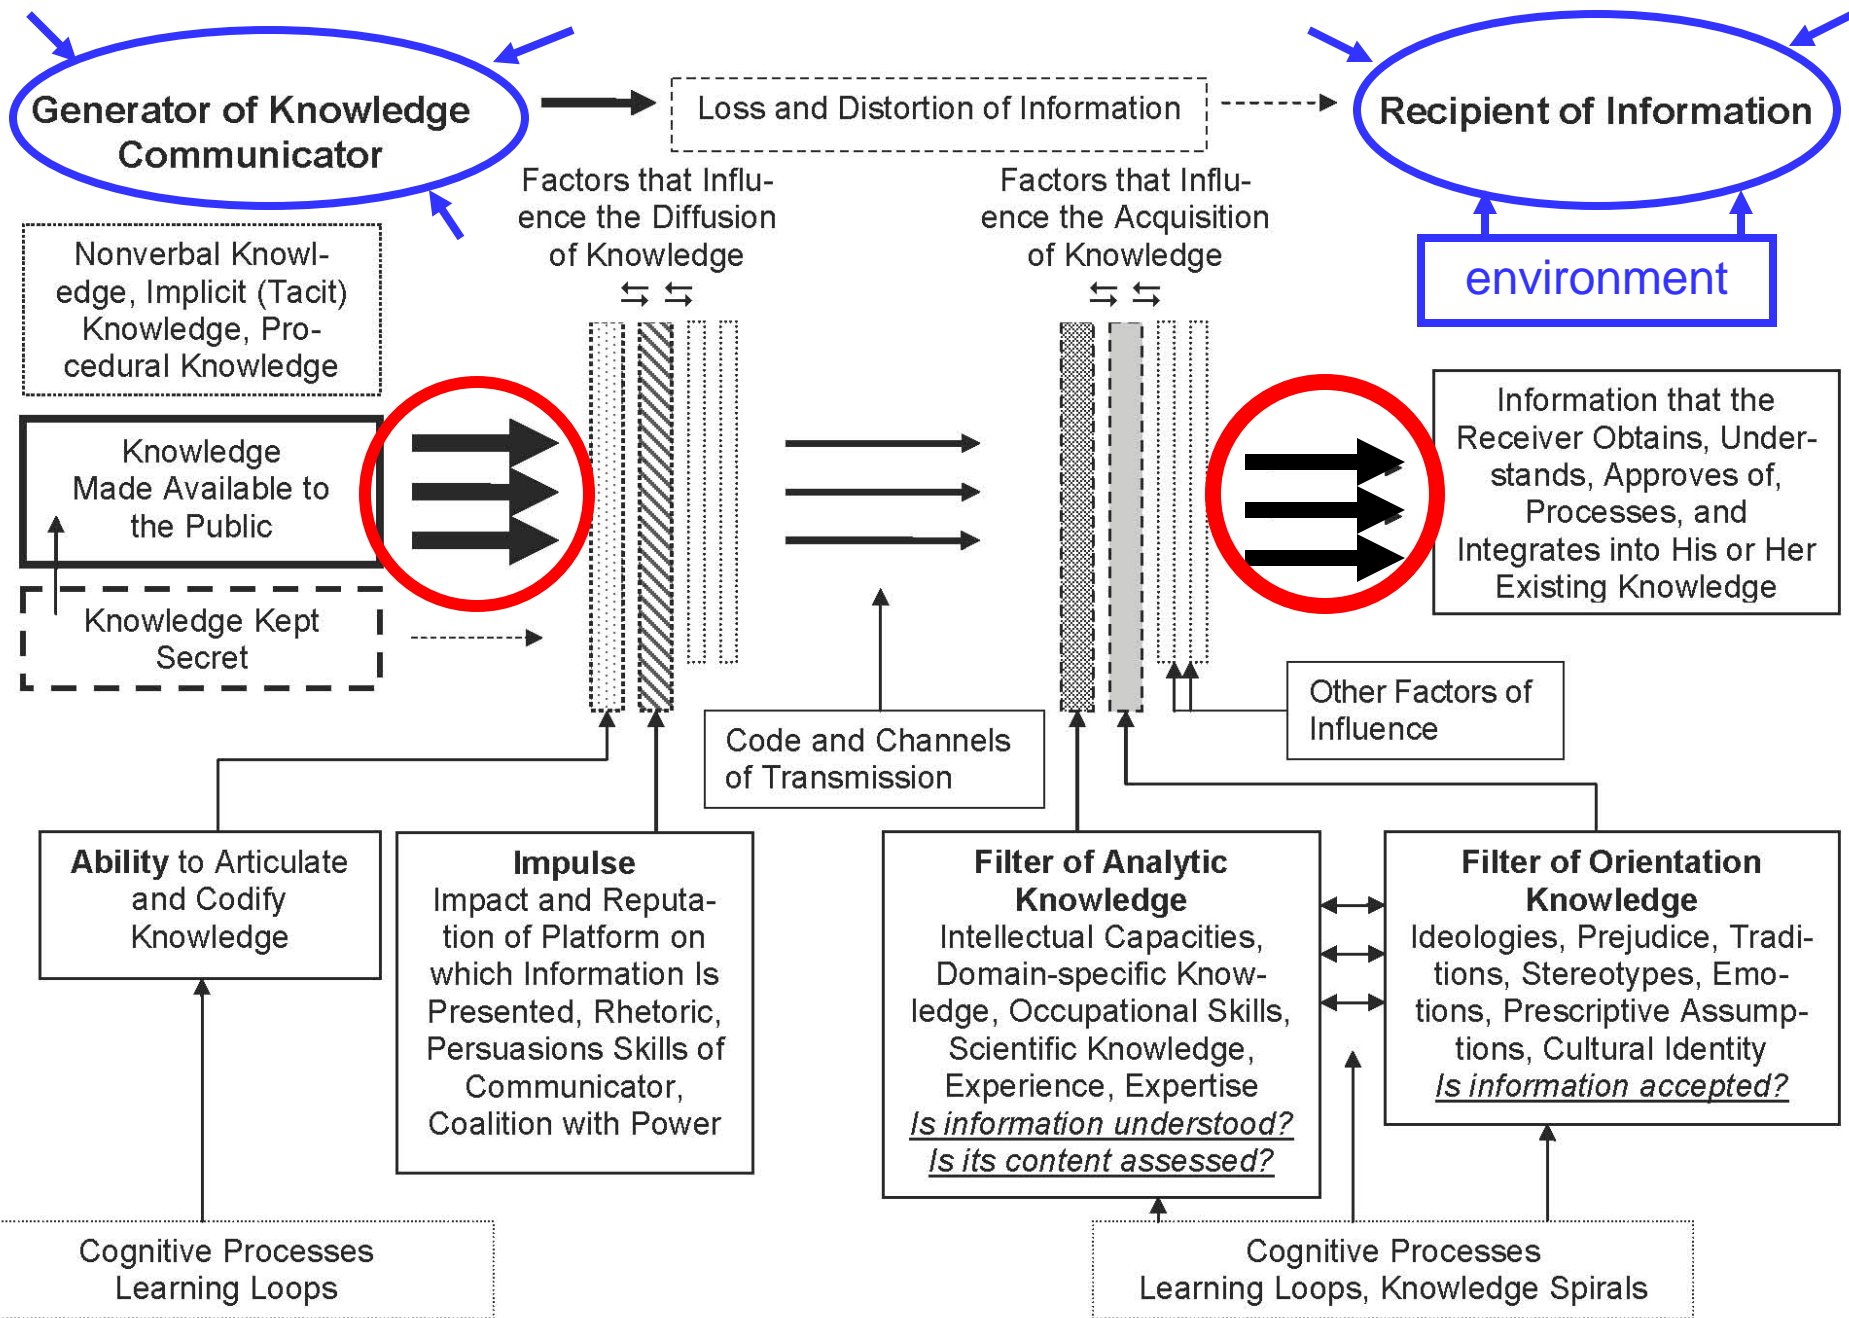 Generator of Knowledge
Communicator
Loss and Distortion of Information
Recipient of Information
Factors that Influ-
ence the Diffusion
of Knowledge
Factors that Influ-
ence the Acquisition
of Knowledge
environment
Nonverbal Knowl-
edge, Implicit (Tacit)
Knowledge, Pro-
cedural Knowledge
Knowledge
Made Available to
the Public
Knowledge Kept
Secret
Information that the
Receiver Obtains, Under-
stands, Approves of,
Processes, and
Integrates into His or Her
Existing Knowledge
Code and Channels
of Transmission
Other Factors of
Influence
Ability to Articulate
and Codify
Knowledge
Impulse
Impact and Reputa-
tion of Platform on
which Information Is
Presented, Rhetoric,
Persuasions Skills of
Communicator,
Coalition with Power
Filter of Analytic
Knowledge
Intellectual Capacities,
Domain-specific Know-
ledge, Occupational Skills,
Scientific Knowledge,
Experience, Expertise
Is information understood?
Is its content assessed?
Filter of Orientation
Knowledge
Ideologies, Prejudice, Tradi-
tions, Stereotypes, Emo-
tions, Prescriptive Assump-
tions, Cultural Identity
Is information accepted?
Cognitive Processes
Learning Loops
Cognitive Processes
Learning Loops, Knowledge Spirals